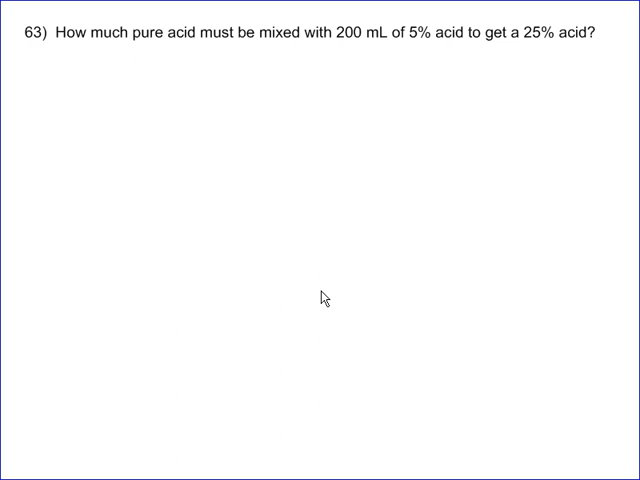 63) How much pure acid must be mixed with 200 mL of 5% acid to get a 25% acid?